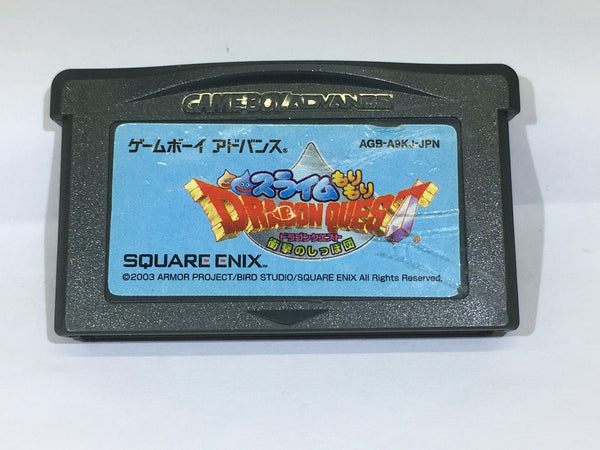 GAME BOY ADVANCE
ゲームボーイ アドバンス® AGB-A9KJ-JPN
スライムもりもり
DRAGON QUEST
ドラゴンクエスト
衝撃のしっぽ団
SQUARE ENIX™
©2003 ARMOR PROJECT/BIRD STUDIO/SQUARE ENIX All Rights Reserved.